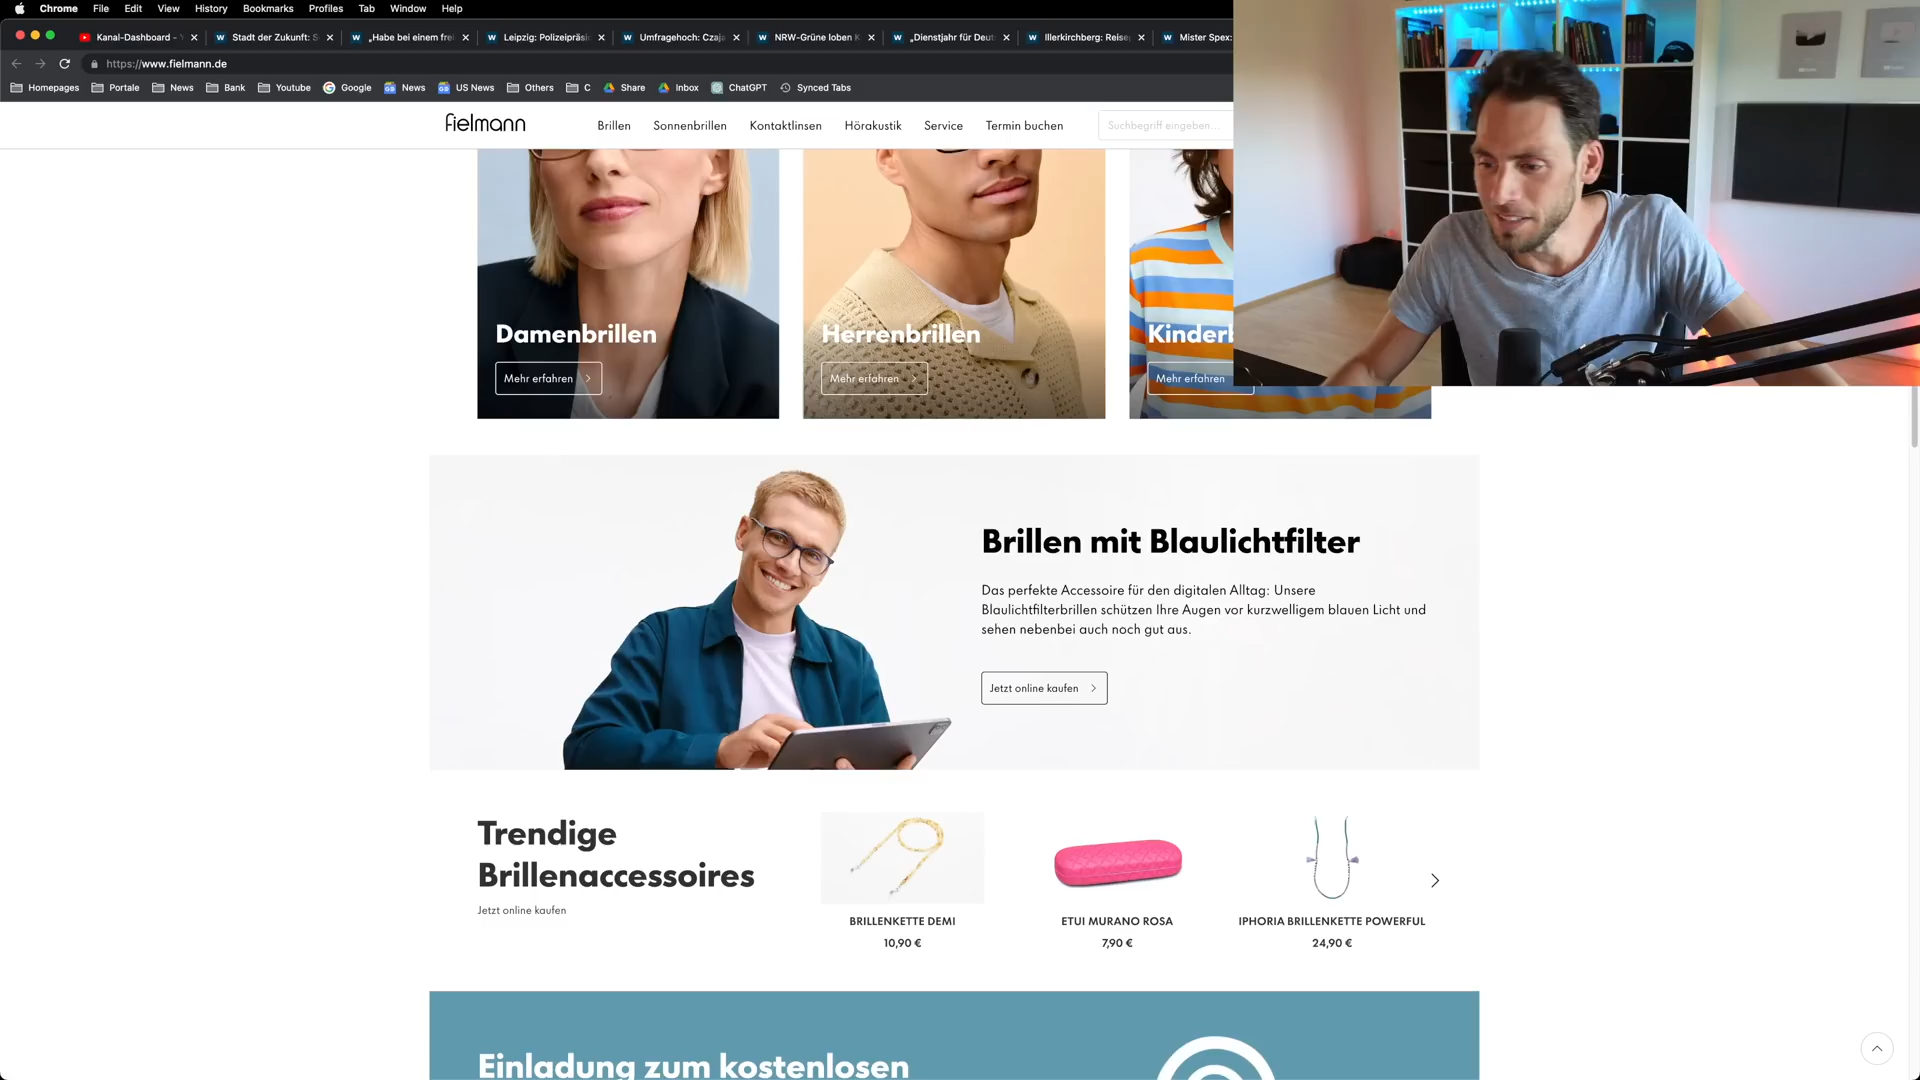 Chrome File Edit View History Bookmarks Profiles Tab Window Help
Kanal-Dashboard - Stadt der Zukunft: S „Habe bei einem frei Leipzig: Polizeipräsi Umfragehoch: Czaja NRW-Grüne loben K „Dienstjahr für Deut Illerkirchberg: Reise Mister Spex:
https://www.fielmann.de
Homepages Portale News Bank Youtube Google News US News Others C Share Inbox ChatGPT Synced Tabs
fielmann Brillen Sonnenbrillen Kontaktlinsen Hörakustik Service Termin buchen Suchbegriff eingeben...
Damenbrillen
Mehr erfahren
Herrenbrillen
Mehr erfahren
Kinderb
Mehr erfahren
Brillen mit Blaulichtfilter
Das perfekte Accessoire für den digitalen Alltag: Unsere
Blaulichtfilterbrillen schützen Ihre Augen vor kurzwelligem blauen Licht und
sehen nebenbei auch noch gut aus.
Jetzt online kaufen
Trendige
Brillenaccessoires
Jetzt online kaufen
BRILLENKETTE DEMI
10,90 €
ETUI MURANO ROSA
7,90 €
IPHORIA BRILLENKETTE POWERFUL
24,90 €
Einladung zum kostenlosen